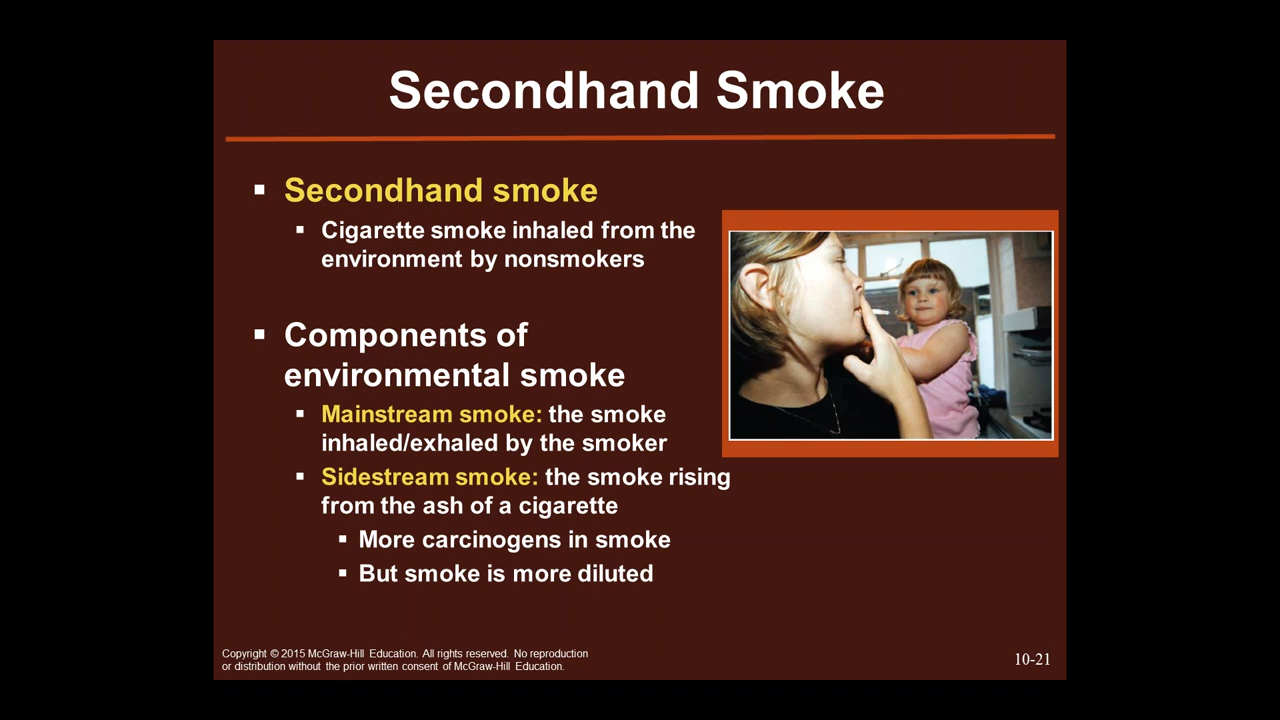 Secondhand Smoke
Secondhand smoke
Cigarette smoke inhaled from the
environment by nonsmokers
Components of
environmental smoke
Mainstream smoke: the smoke
inhaled/exhaled by the smoker
Sidestream smoke: the smoke rising
from the ash of a cigarette
More carcinogens in smoke
But smoke is more diluted
Copyright © 2015 McGraw-Hill Education. All rights reserved. No reproduction
or distribution without the prior written consent of McGraw-Hill Education.
10-21